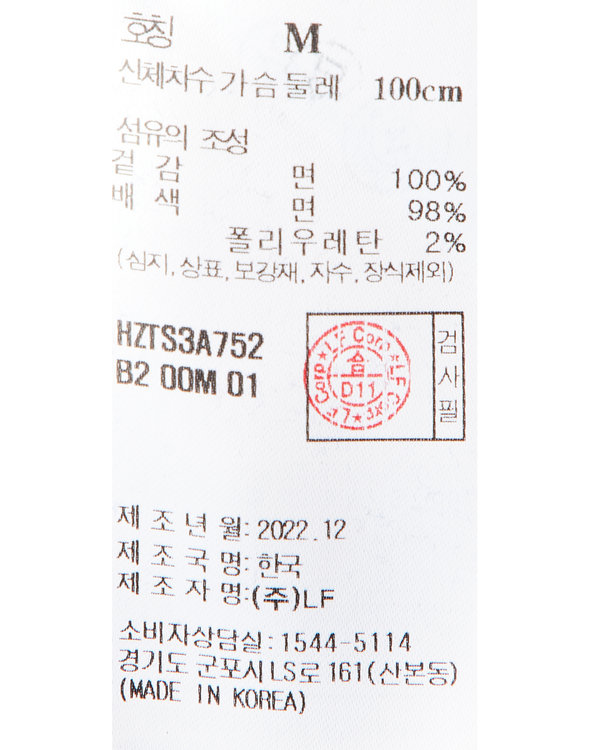 호칭 M
신체치수 가슴둘레 100cm
섬유의 조성
겉 감 면 100%
배 색 면 98%
폴리우레탄 2%
(심지, 상표, 보강재, 자수, 장식제외)
HZTS3A752
B2 00M 01
LF Corp ★ LF Corp ★
D11
검사필
제 조 년 월: 2022.12
제 조 국 명: 한국
제 조 자 명:(주)LF
소비자상담실: 1544-5114
경기도 군포시 LS로 161(산본동)
(MADE IN KOREA)